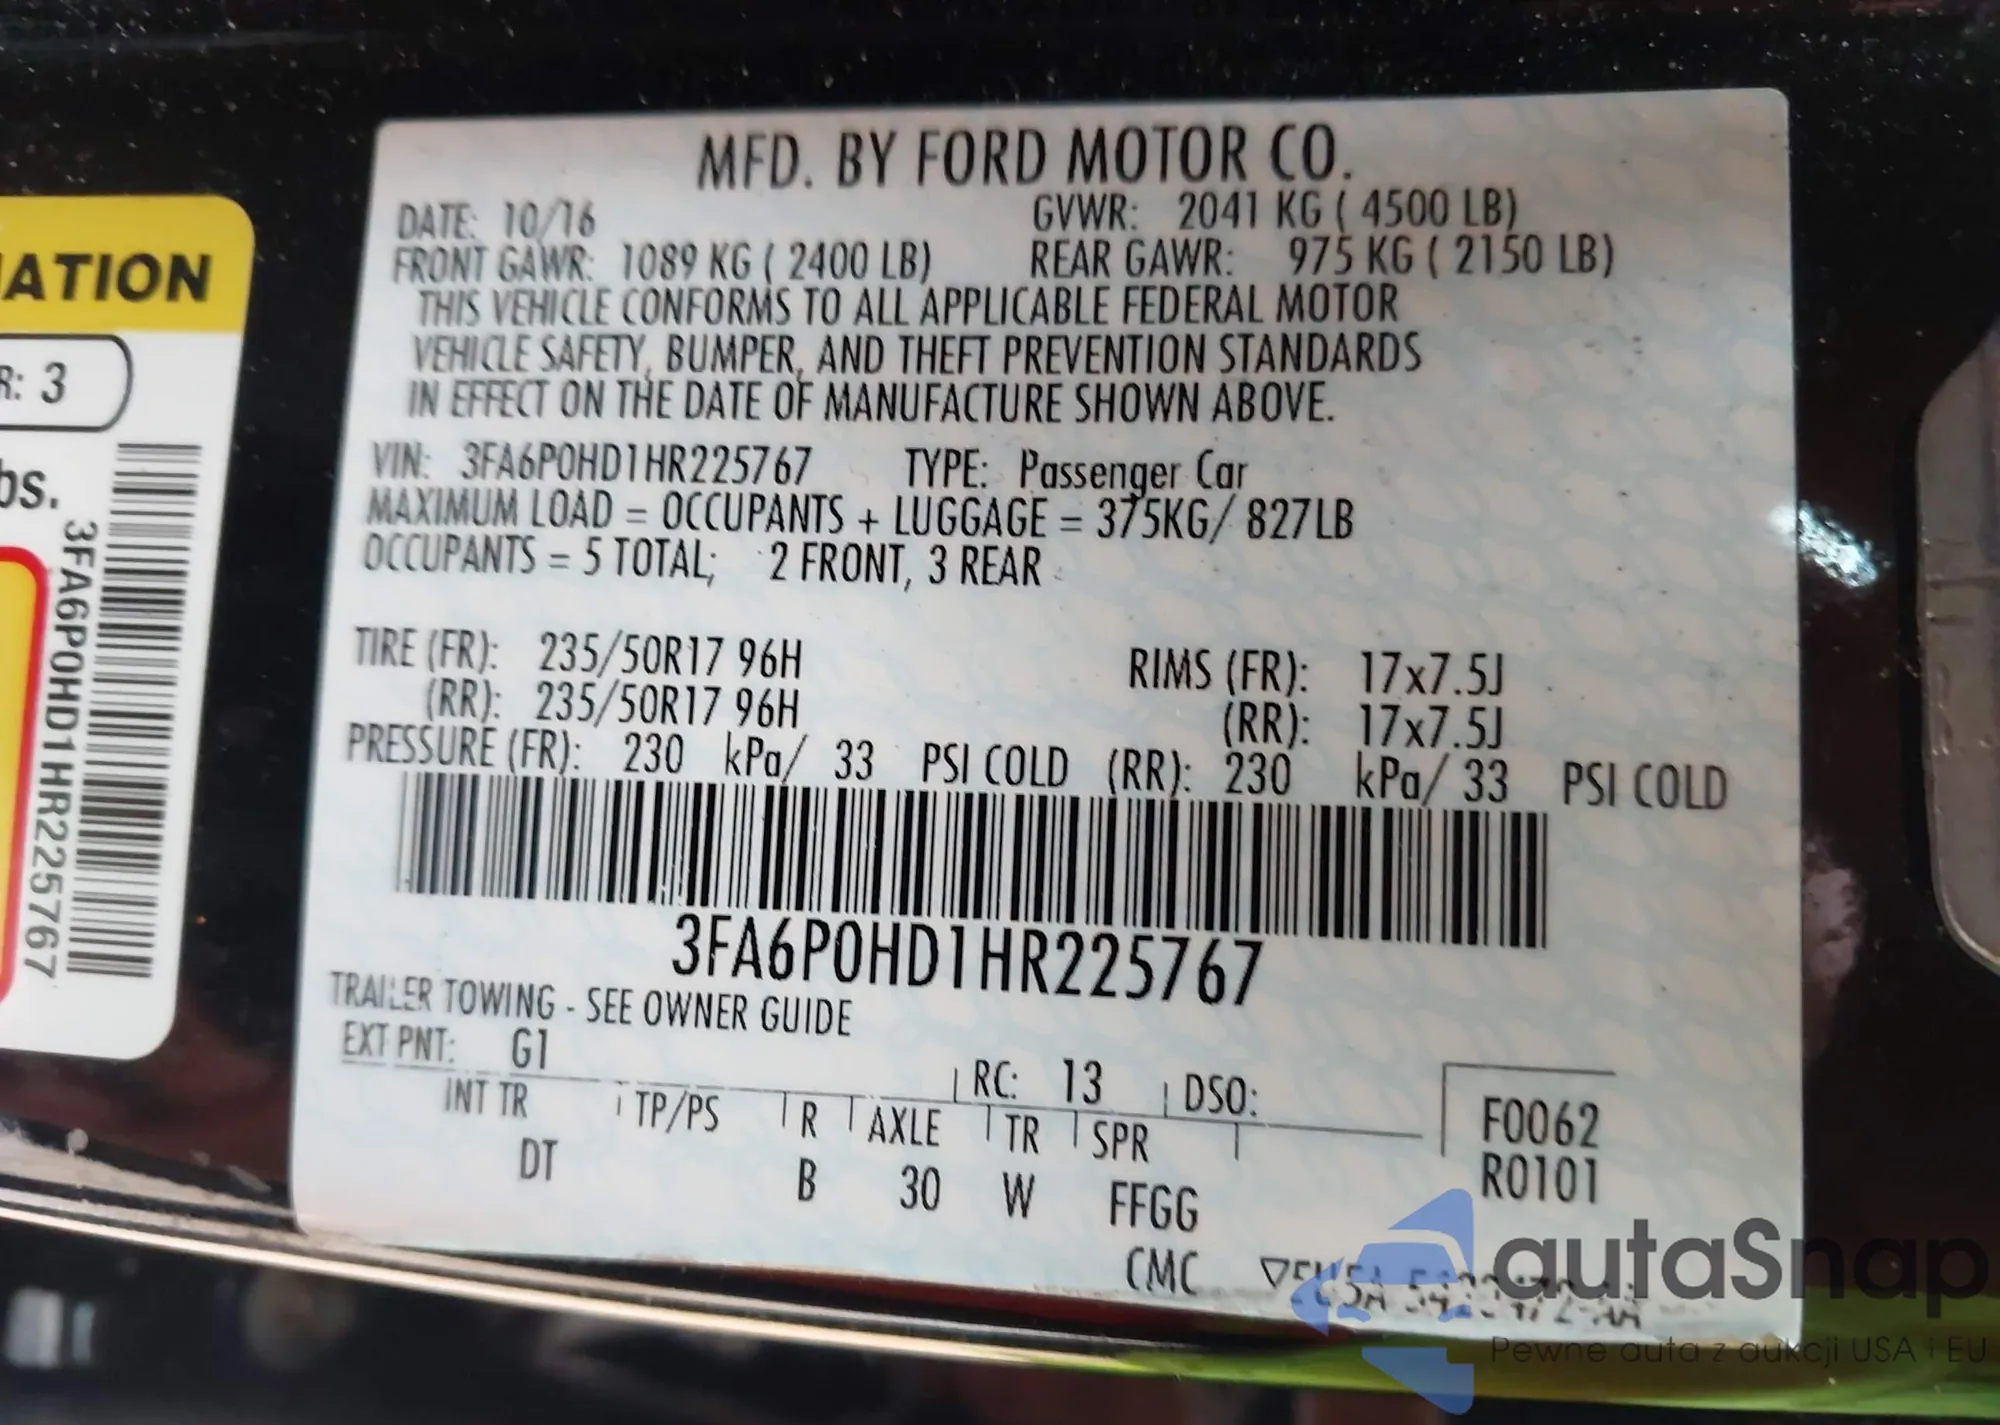 MFD. BY FORD MOTOR CO.
DATE: 10/16 GVWR: 2041 KG ( 4500 LB)
FRONT GAWR: 1089 KG ( 2400 LB) REAR GAWR: 975 KG ( 2150 LB)
THIS VEHICLE CONFORMS TO ALL APPLICABLE FEDERAL MOTOR
VEHICLE SAFETY, BUMPER, AND THEFT PREVENTION STANDARDS
IN EFFECT ON THE DATE OF MANUFACTURE SHOWN ABOVE.
VIN: 3FA6P0HD1HR225767 TYPE: Passenger Car
MAXIMUM LOAD = OCCUPANTS + LUGGAGE = 375KG/ 827LB
OCCUPANTS = 5 TOTAL; 2 FRONT, 3 REAR
TIRE (FR): 235/50R17 96H RIMS (FR): 17x7.5J
(RR): 235/50R17 96H (RR): 17x7.5J
PRESSURE (FR): 230 kPa/ 33 PSI COLD (RR): 230 kPa/ 33 PSI COLD
3FA6P0HD1HR225767
TRAILER TOWING - SEE OWNER GUIDE
EXT PNT: G1 RC: 13 DSO:
INT TR TP/PS R AXLE TR SPR
DT B 30 W FFGG
F0062
R0101
CMC
ATION
R: 3
bs.
3FA6P0HD1HR225767
autaSnap
Pewne auta z aukcji USA i EU